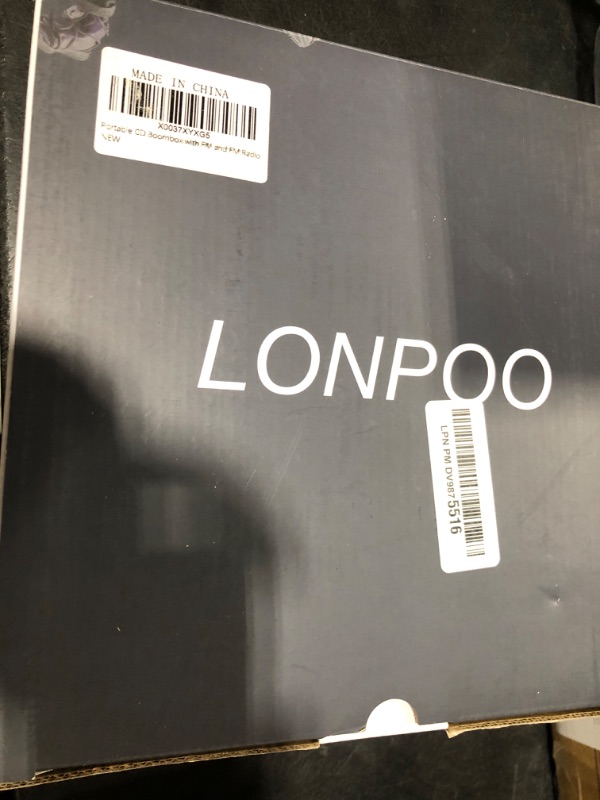 MADE IN CHINA
X0037XYXG5
Portable CD Boombox with FM and FM Radio
NEW
LONPOO
LPN PM DV9875516